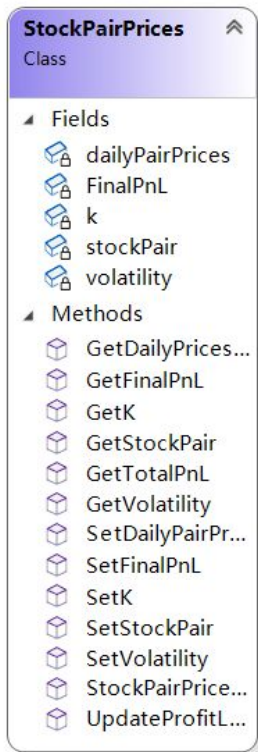 StockPairPrices
Class
Fields
dailyPairPrices
FinalPnL
k
stockPair
volatility
Methods
GetDailyPrices...
GetFinalPnL
GetK
GetStockPair
GetTotalPnL
GetVolatility
SetDailyPairPr...
SetFinalPnL
SetK
SetStockPair
SetVolatility
StockPairPrice...
UpdateProfitL...